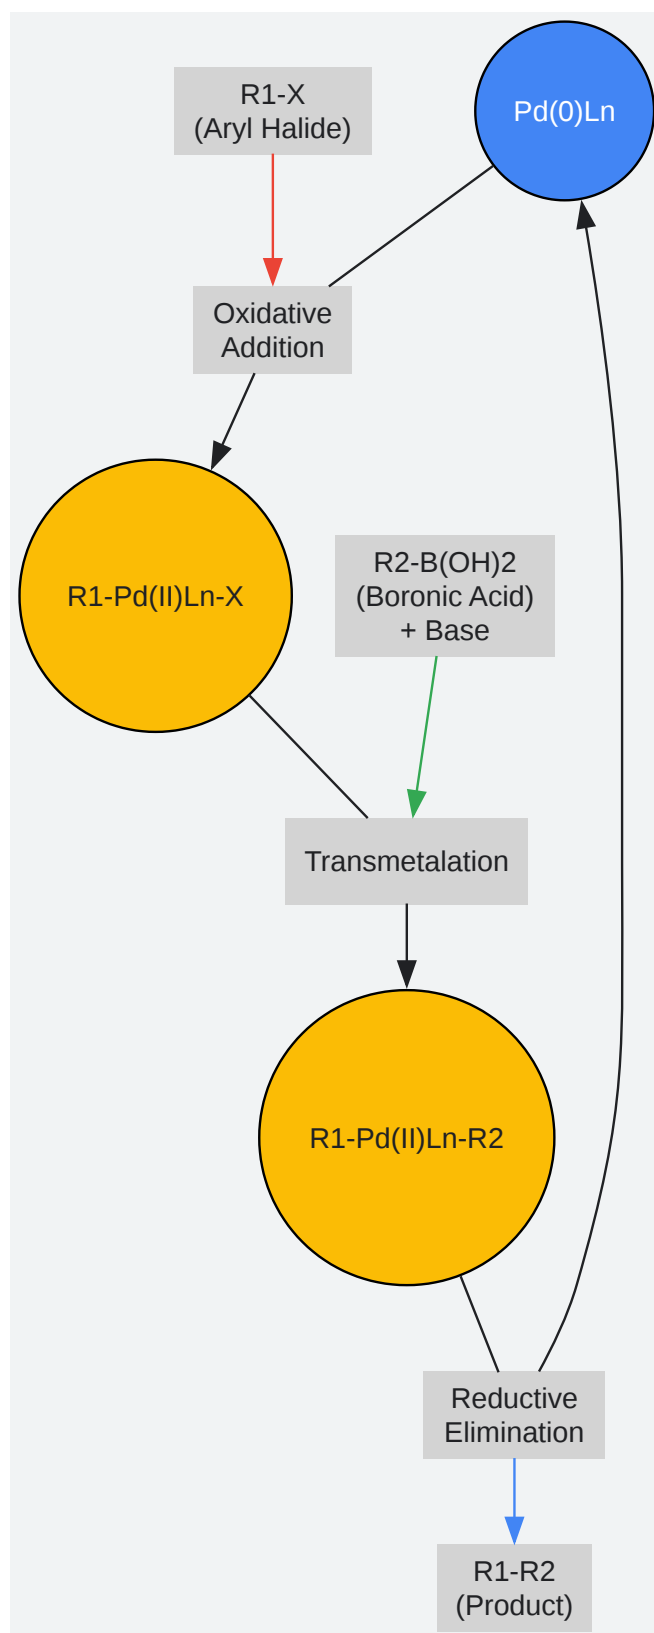 R1-X
(Aryl Halide)
Pd(0)Ln
Oxidative
Addition
R1-Pd(II)Ln-X
R2-B(OH)2
(Boronic Acid)
+ Base
Transmetalation
R1-Pd(II)Ln-R2
Reductive
Elimination
R1-R2
(Product)